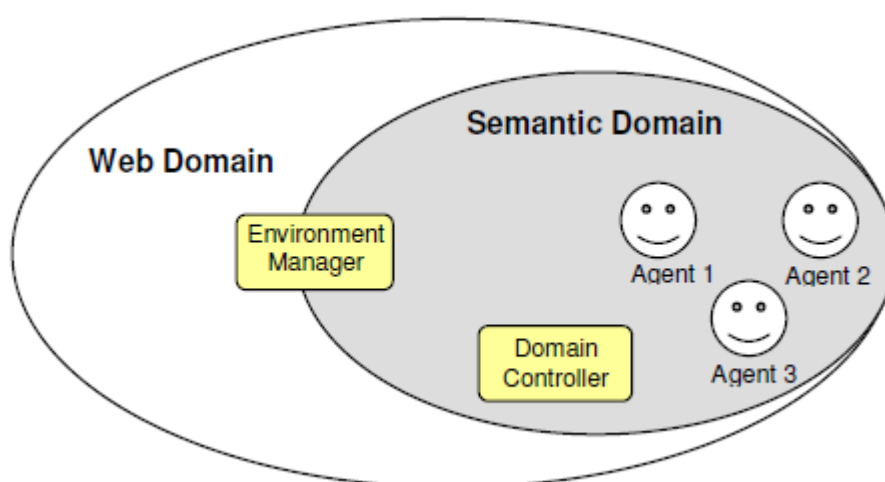 Semantic Domain
Web Domain
Environment
Manager
Agent 1
Agent 2
Domain
Controller
Agent 3